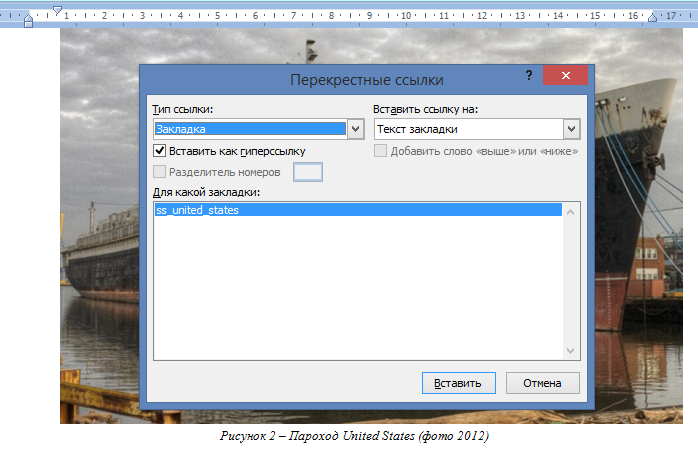 1 1 2 3 4 5 6 7 8 9 10 11 12 13 14 15 16 17
Перекрестные ссылки ?
Тип ссылки: Вставить ссылку на:
Закладка Текст закладки
Вставить как гиперссылку Добавить слово «выше» или «ниже»
Разделитель номеров
Для какой закладки:
ss_united_states
Вставить Отмена
Рисунок 2 – Пароход United States (фото 2012)